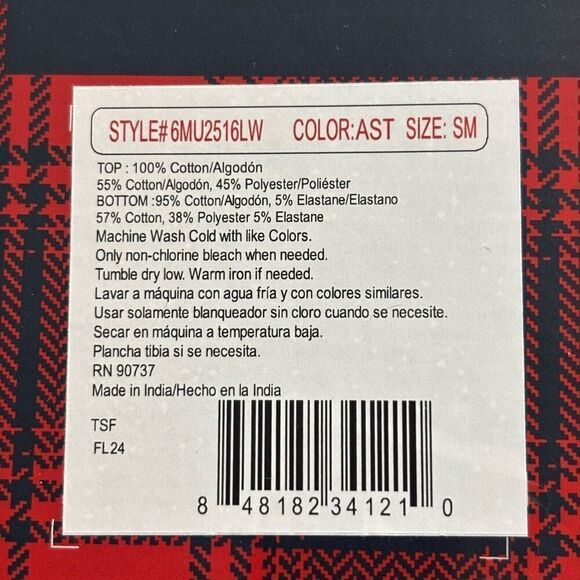 STYLE# 6MU2516LW COLOR:AST SIZE: SM
TOP : 100% Cotton/Algodón
55% Cotton/Algodón, 45% Polyester/Poliéster
BOTTOM :95% Cotton/Algodón, 5% Elastane/Elastano
57% Cotton, 38% Polyester 5% Elastane
Machine Wash Cold with like Colors.
Only non-chlorine bleach when needed.
Tumble dry low. Warm iron if needed.
Lavar a máquina con agua fría y con colores similares.
Usar solamente blanqueador sin cloro cuando se necesite.
Secar en máquina a temperatura baja.
Plancha tibia si se necesita.
RN 90737
Made in India/Hecho en la India
TSF
FL24
8 48182 34121 0